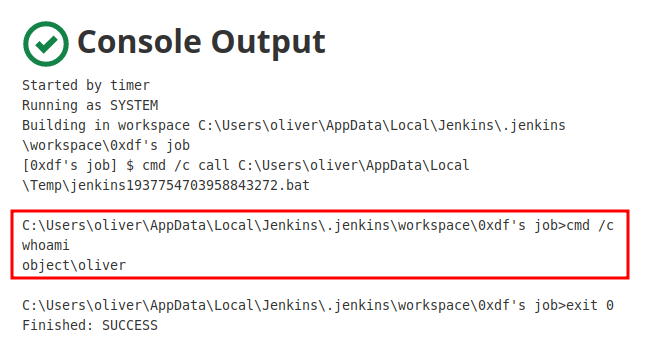 Console Output
Started by timer
Running as SYSTEM
Building in workspace C:\Users\oliver\AppData\Local\Jenkins\.jenkins
\workspace\0xdf's job
[0xdf's job] $ cmd /c call C:\Users\oliver\AppData\Local
\Temp\jenkins1937754703958843272.bat
C:\Users\oliver\AppData\Local\Jenkins\.jenkins\workspace\0xdf's job>cmd /c
whoami
object\oliver
C:\Users\oliver\AppData\Local\Jenkins\.jenkins\workspace\0xdf's job>exit 0
Finished: SUCCESS